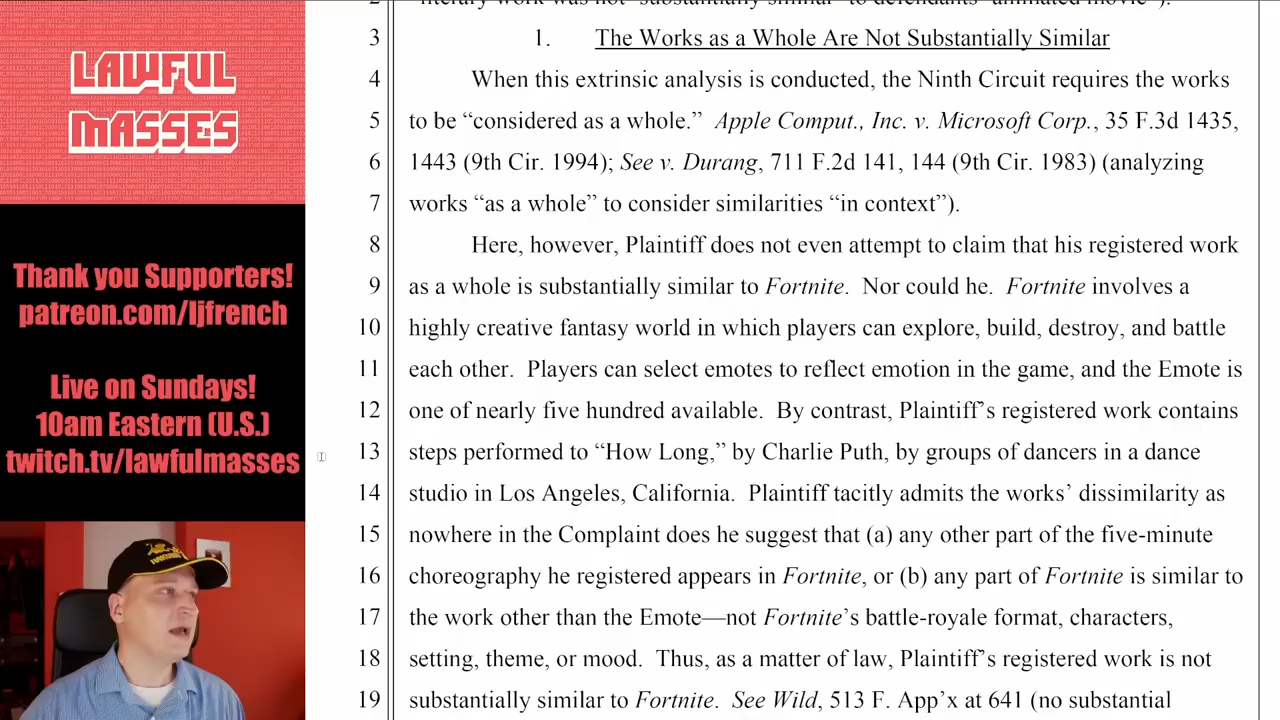 LAWFUL
MASSES
Thank you Supporters!
patreon.com/ljfrench
Live on Sundays!
10am Eastern (U.S.)
twitch.tv/lawfulmasses
3 1. The Works as a Whole Are Not Substantially Similar
4 When this extrinsic analysis is conducted, the Ninth Circuit requires the works
5 to be “considered as a whole.” Apple Comput., Inc. v. Microsoft Corp., 35 F.3d 1435,
6 1443 (9th Cir. 1994); See v. Durang, 711 F.2d 141, 144 (9th Cir. 1983) (analyzing
7 works “as a whole” to consider similarities “in context”).
8 Here, however, Plaintiff does not even attempt to claim that his registered work
9 as a whole is substantially similar to Fortnite. Nor could he. Fortnite involves a
10 highly creative fantasy world in which players can explore, build, destroy, and battle
11 each other. Players can select emotes to reflect emotion in the game, and the Emote is
12 one of nearly five hundred available. By contrast, Plaintiff’s registered work contains
13 steps performed to “How Long,” by Charlie Puth, by groups of dancers in a dance
14 studio in Los Angeles, California. Plaintiff tacitly admits the works’ dissimilarity as
15 nowhere in the Complaint does he suggest that (a) any other part of the five-minute
16 choreography he registered appears in Fortnite, or (b) any part of Fortnite is similar to
17 the work other than the Emote—not Fortnite’s battle-royale format, characters,
18 setting, theme, or mood. Thus, as a matter of law, Plaintiff’s registered work is not
19 substantially similar to Fortnite. See Wild, 513 F. App’x at 641 (no substantial